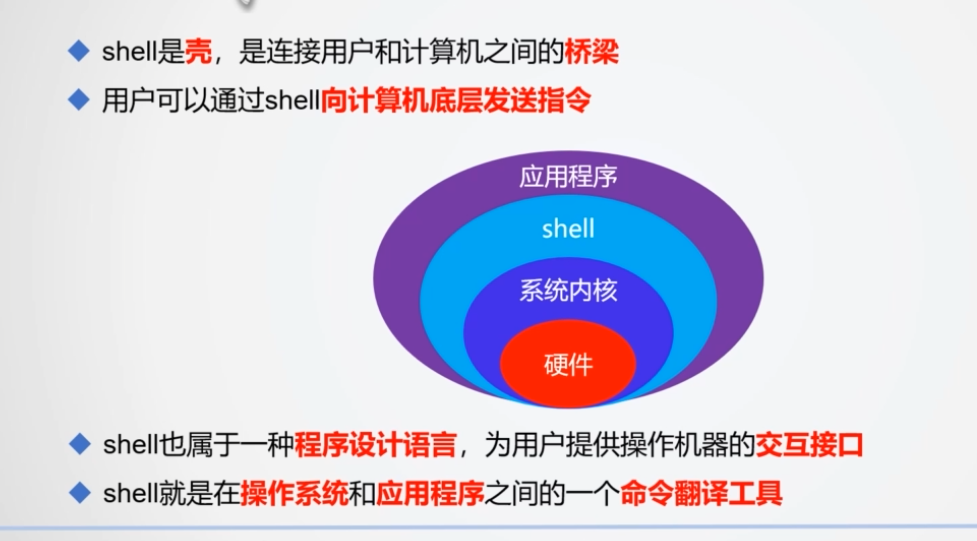 shell是壳，是连接用户和计算机之间的桥梁
用户可以通过shell向计算机底层发送指令
应用程序
shell
系统内核
硬件
shell也属于一种程序设计语言，为用户提供操作机器的交互接口
shell就是在操作系统和应用程序之间的一个命令翻译工具